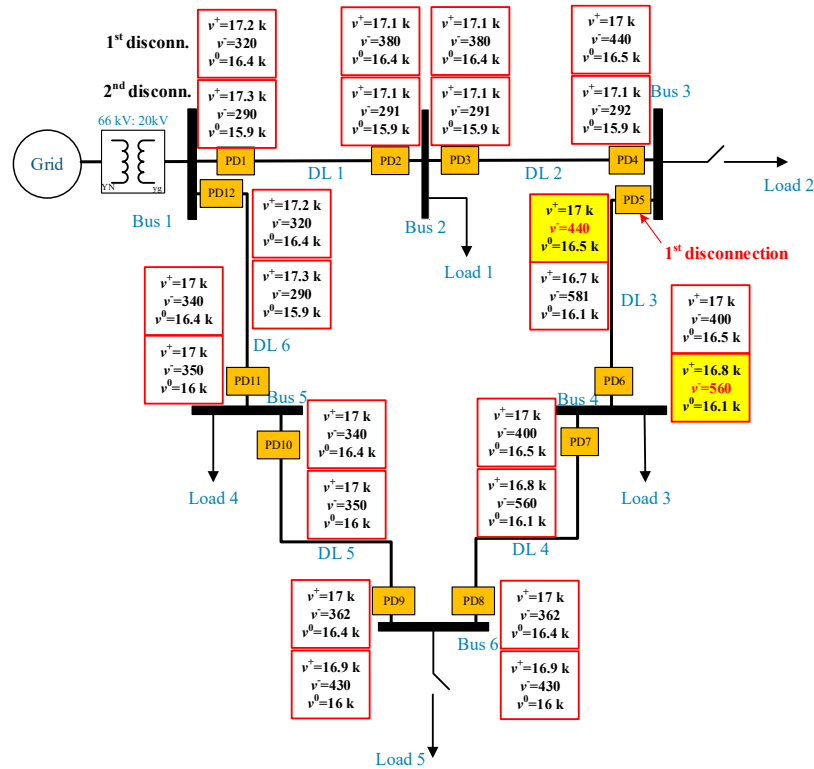 1st disconn.
v+=17.2 k
v-=320
v0=16.4 k
2nd disconn.
v+=17.3 k
v-=290
v0=15.9 k
v+=17.1 k
v-=380
v0=16.4 k
v+=17.1 k
v-=291
v0=15.9 k
v+=17.1 k
v-=380
v0=16.4 k
v+=17.1 k
v-=291
v0=15.9 k
v+=17 k
v-=440
v0=16.5 k
v+=17.1 k
v-=292
v0=15.9 k
Bus 3
66 kV: 20kV
Grid
YN
yg
PD1
DL 1
PD2
PD3
DL 2
PD4
Load 2
PD12
Bus 1
Bus 2
Load 1
PD5
1st disconnection
v+=17.2 k
v-=320
v0=16.4 k
v+=17.3 k
v-=290
v0=15.9 k
v+=17 k
v-=440
v0=16.5 k
v+=16.7 k
v-=581
v0=16.1 k
DL 3
v+=17 k
v-=340
v0=16.4 k
v+=17 k
v-=350
v0=16 k
DL 6
v+=17 k
v-=400
v0=16.5 k
v+=16.8 k
v-=560
v0=16.1 k
PD11
Bus 5
PD6
Bus 4
PD10
PD7
v+=17 k
v-=340
v0=16.4 k
v+=17 k
v-=350
v0=16 k
v+=17 k
v-=400
v0=16.5 k
v+=16.8 k
v-=560
v0=16.1 k
Load 4
Load 3
DL 5
DL 4
PD9
PD8
Bus 6
v+=17 k
v-=362
v0=16.4 k
v+=16.9 k
v-=430
v0=16 k
v+=17 k
v-=362
v0=16.4 k
v+=16.9 k
v-=430
v0=16 k
Load 5